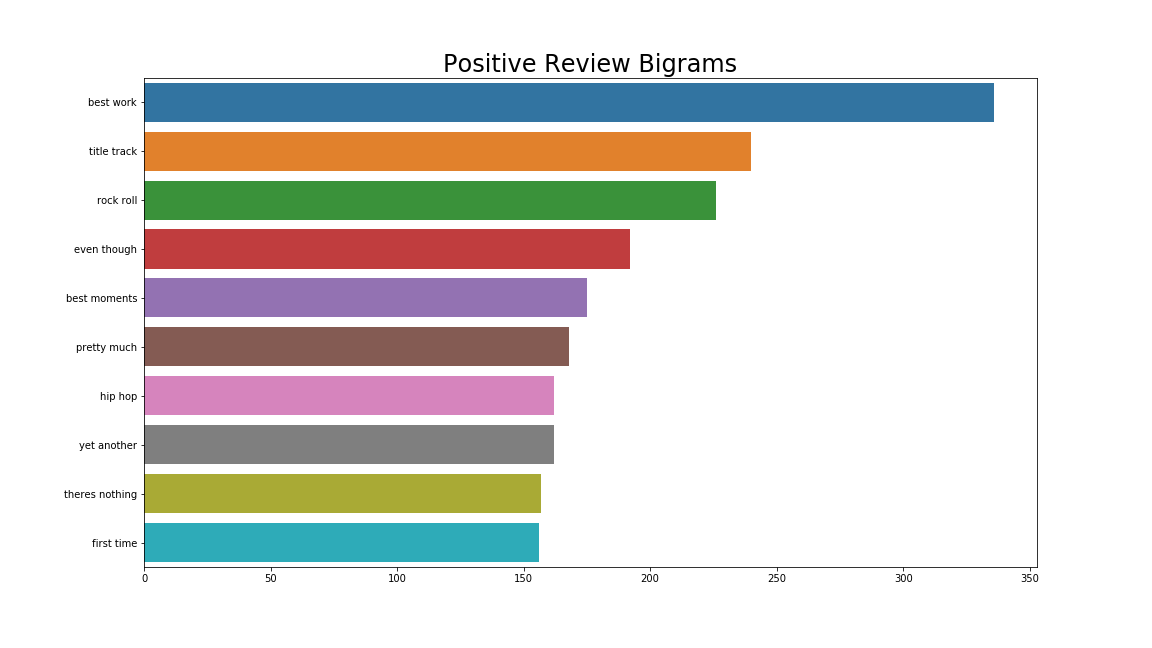 Positive Review Bigrams
best work
title track
rock roll
even though
best moments
pretty much
hip hop
yet another
theres nothing
first time
0 50 100 150 200 250 300 350